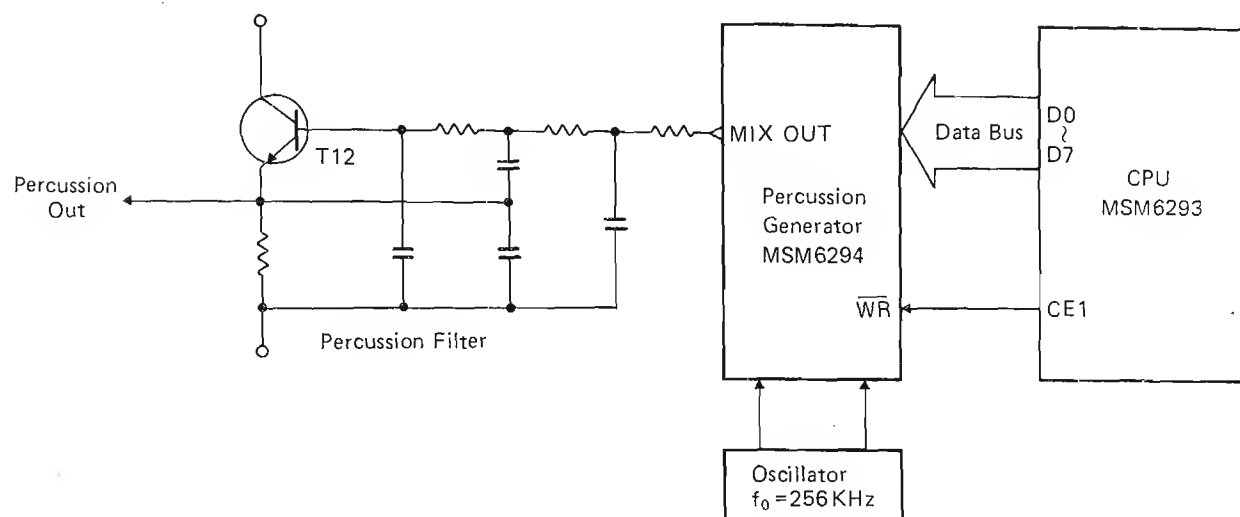 T12
Percussion
Out
Percussion Filter
MIX OUT
Percussion
Generator
MSM6294
WR
Data Bus
D0
~
D7
CPU
MSM6293
CE1
Oscillator
f₀ = 256 KHz